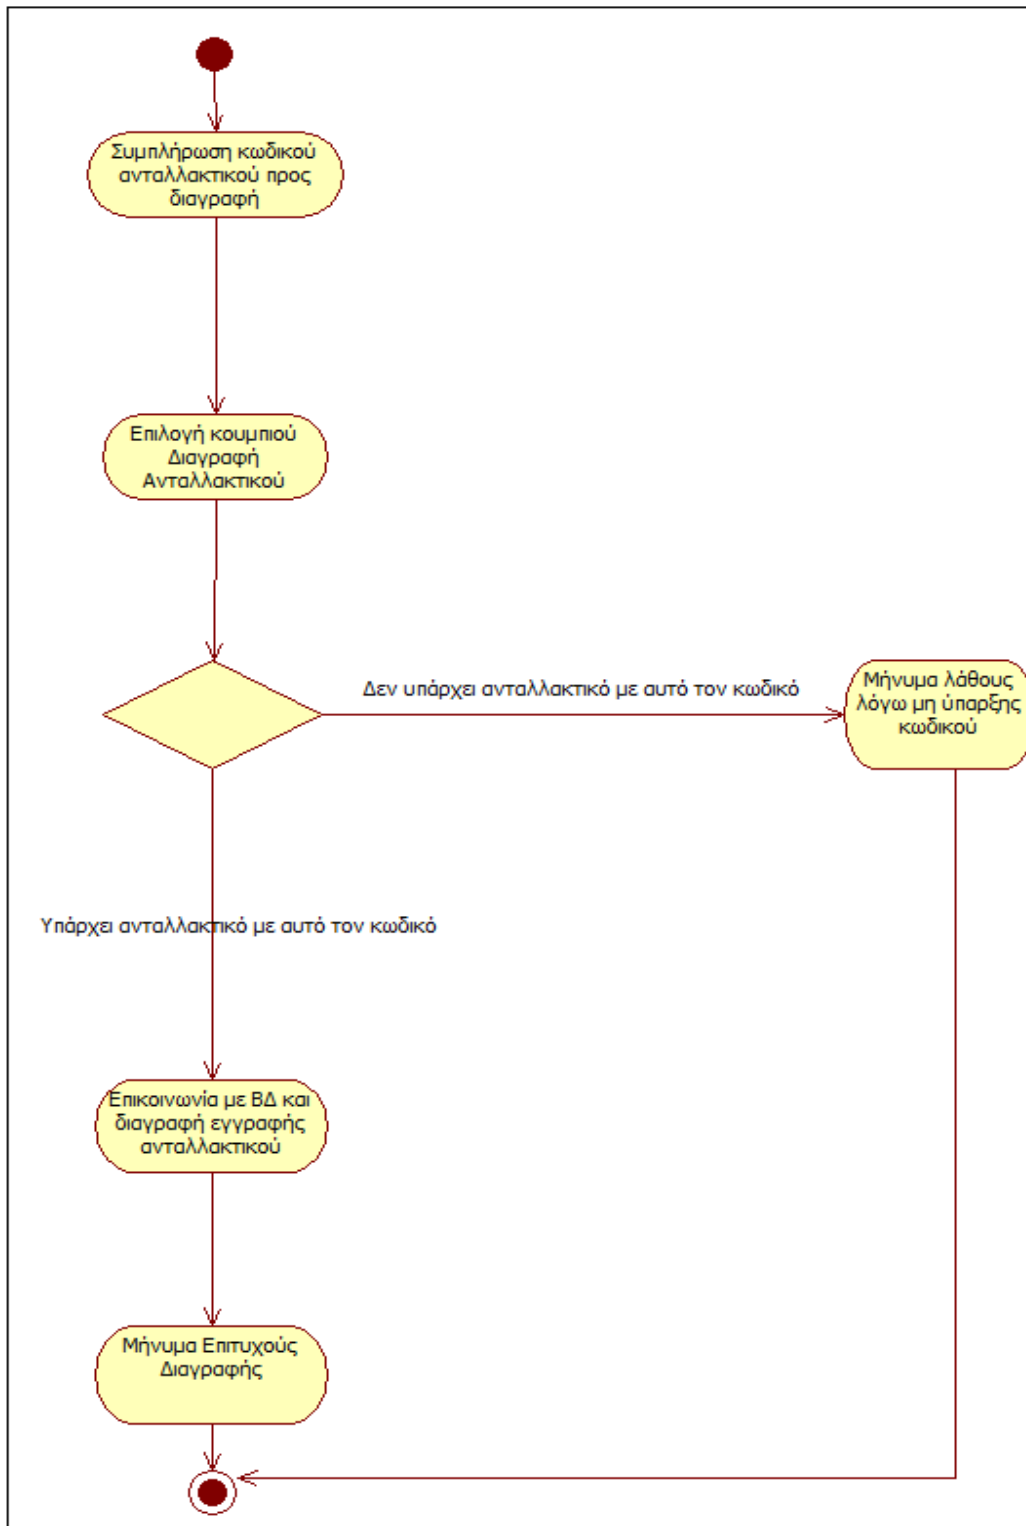 Συμπλήρωση κωδικού
ανταλλακτικού προς
διαγραφή
Επιλογή κουμπιού
Διαγραφή
Ανταλλακτικού
Δεν υπάρχει ανταλλακτικό με αυτό τον κωδικό
Μήνυμα λάθους
λόγω μη ύπαρξης
κωδικού
Υπάρχει ανταλλακτικό με αυτό τον κωδικό
Επικοινωνία με ΒΔ και
διαγραφή εγγραφής
ανταλλακτικού
Μήνυμα Επιτυχούς
Διαγραφής